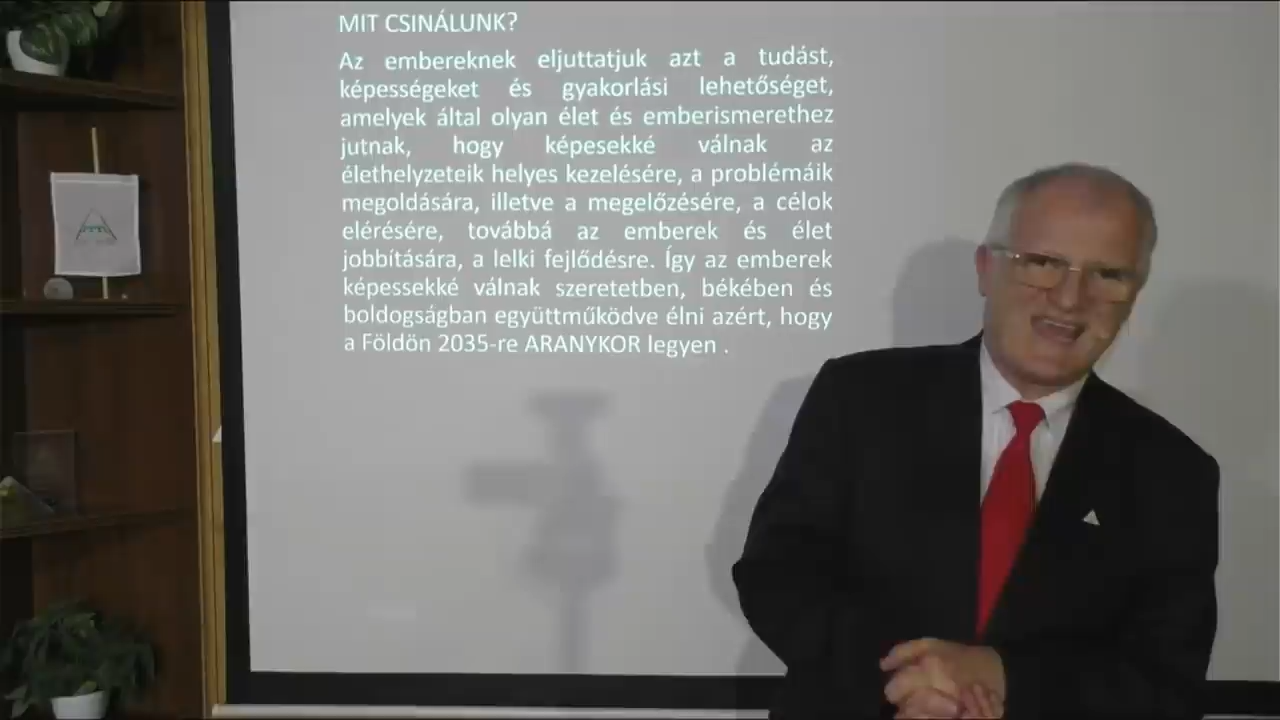 MIT CSINÁLUNK?
Az embereknek eljuttatjuk azt a tudást,
képességeket és gyakorlási lehetőséget,
amelyek által olyan élet és emberismerethez
jutnak, hogy képesekké válnak az
élethelyzeteik helyes kezelésére, a problémáik
megoldására, illetve a megelőzésére, a célok
elérésére, továbbá az emberek és élet
jobbítására, a lelki fejlődésre. Így az emberek
képessekké válnak szeretetben, békében és
boldogságban együttműködve élni azért, hogy
a Földön 2035-re ARANYKOR legyen .